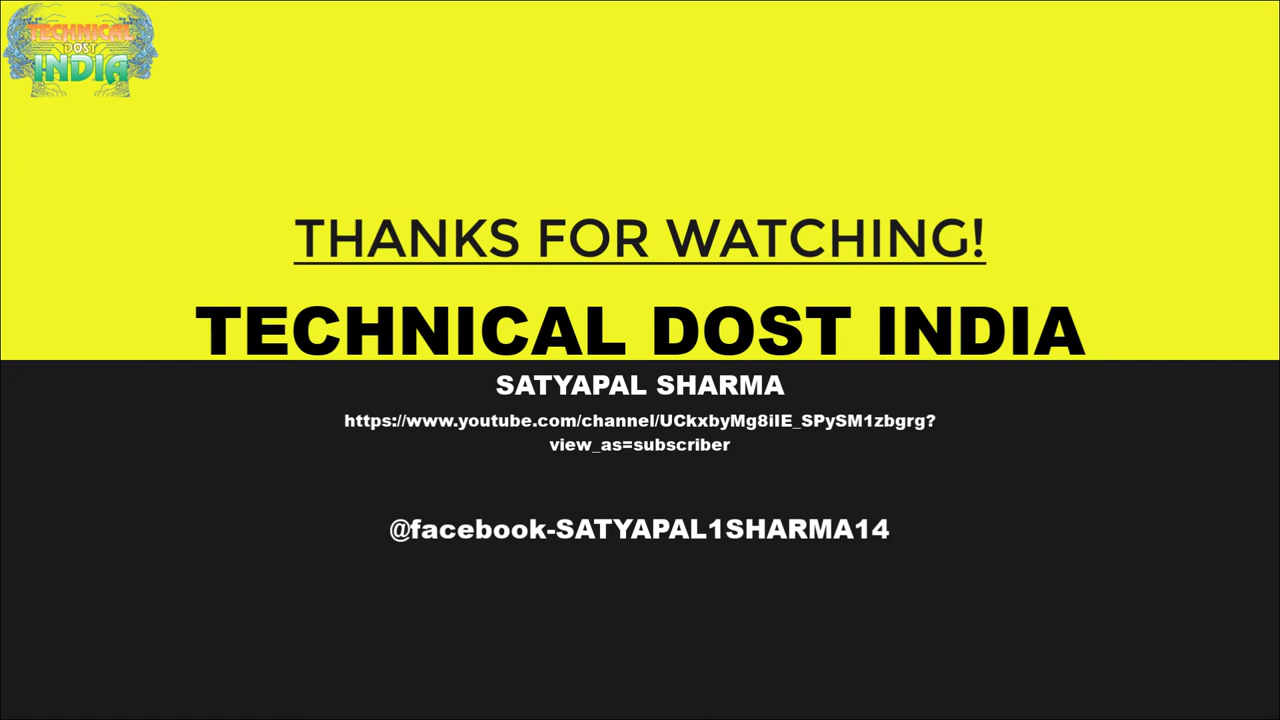 TECHNICAL
DOST
INDIA
THANKS FOR WATCHING!
TECHNICAL DOST INDIA
SATYAPAL SHARMA
https://www.youtube.com/channel/UCkxbyMg8iIE_SPySM1zbgrg?
view_as=subscriber
@facebook-SATYAPAL1SHARMA14